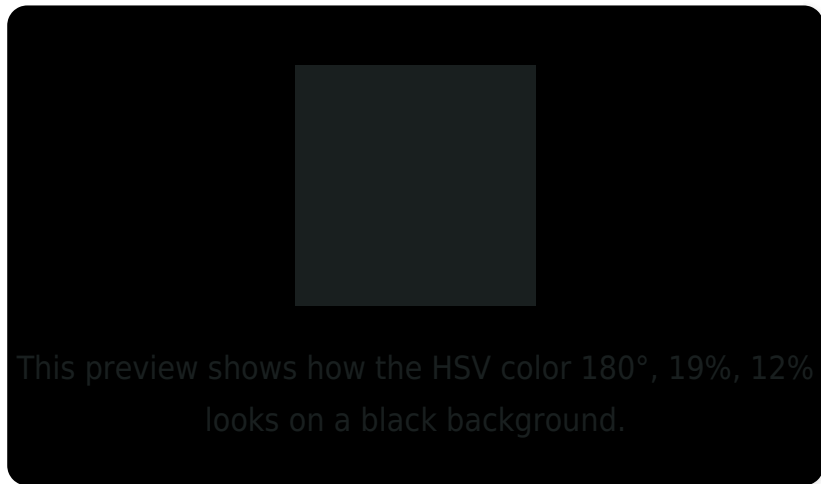 This preview shows how the HSV color 180°, 19%, 12%
looks on a black background.